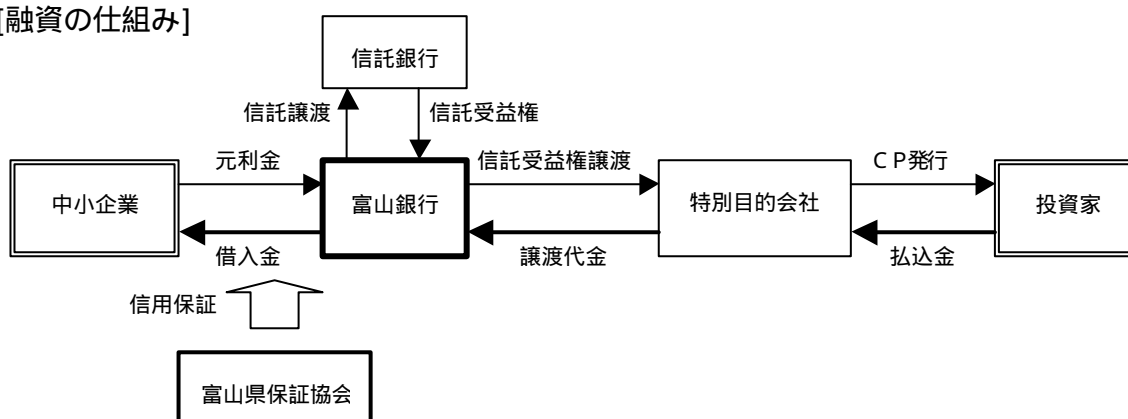 [融資の仕組み]
信託銀行
信託譲渡
信託受益権
元利金
信託受益権譲渡
CP発行
中小企業
富山銀行
特別目的会社
投資家
借入金
譲渡代金
払込金
信用保証
富山県保証協会